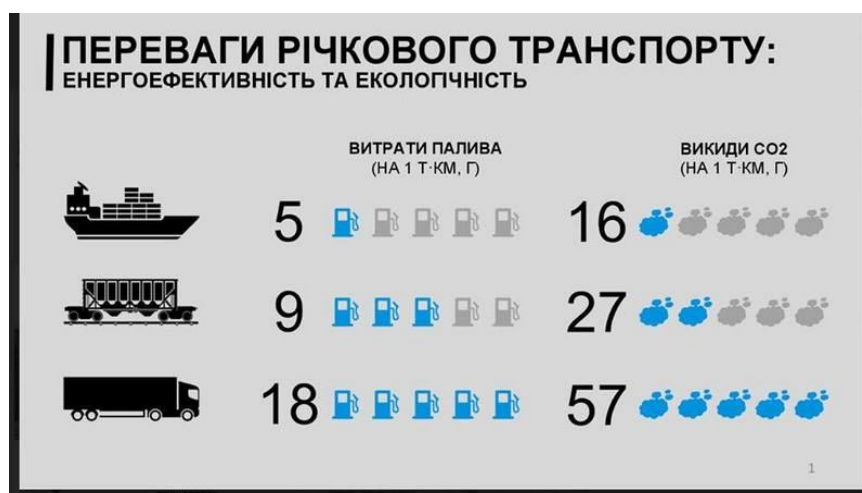 ПЕРЕВАГИ РІЧКОВОГО ТРАНСПОРТУ:
ЕНЕРГОЕФЕКТИВНІСТЬ ТА ЕКОЛОГІЧНІСТЬ
ВИТРАТИ ПАЛИВА
(НА 1 Т·КМ, Г)
ВИКИДИ СО2
(НА 1 Т·КМ, Г)
5 16
9 27
18 57
1